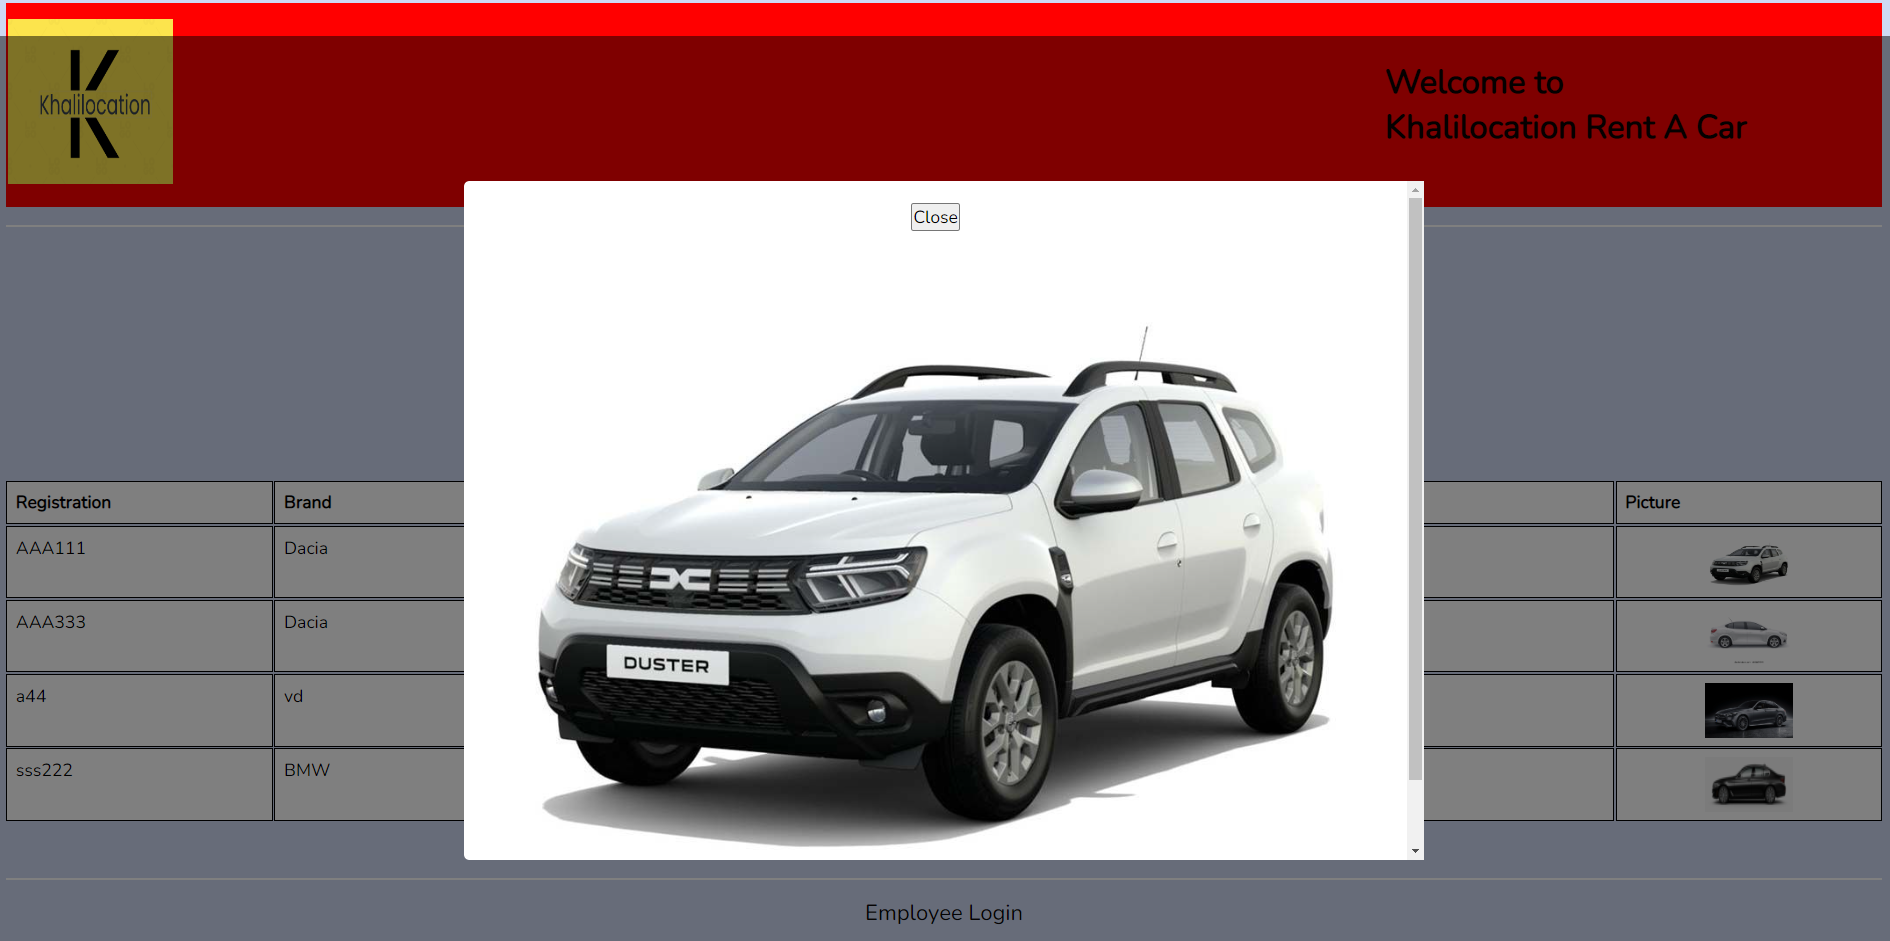 Khalilocation
Welcome to
Khalilocation Rent A Car
Close
DUSTER
Registration
Brand
Picture
AAA111
Dacia
AAA333
Dacia
a44
vd
sss222
BMW
Employee Login